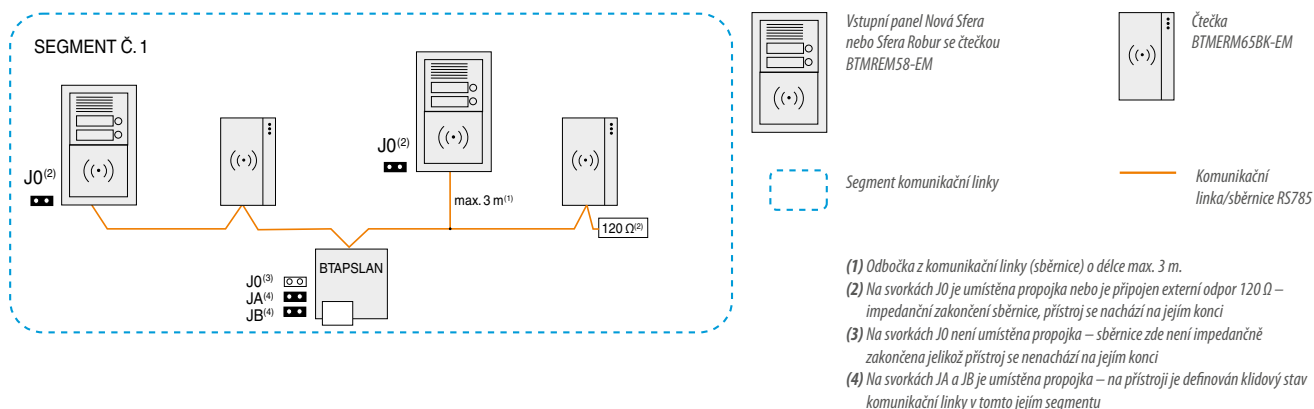 SEGMENT Č. 1
J0(2)
J0(2)
max. 3 m(1)
120 Ω(2)
BTAPSLAN
J0(3)
JA(4)
JB(4)
Vstupní panel Nová Sfera
nebo Sfera Robur se čtečkou
BTMREM58-EM
Čtečka
BTMERM65BK-EM
Segment komunikační linky
Komunikační
linka/sběrnice RS785
(1) Odbočka z komunikační linky (sběrnice) o délce max. 3 m.
(2) Na svorkách J0 je umístěna propojka nebo je připojen externí odpor 120 Ω –
impedanční zakončení sběrnice, přístroj se nachází na jejím konci
(3) Na svorkách J0 není umístěna propojka – sběrnice zde není impedančně
zakončena jelikož přístroj se nenachází na jejím konci
(4) Na svorkách JA a JB je umístěna propojka – na přístroji je definován klidový stav
komunikační linky v tomto jejím segmentu